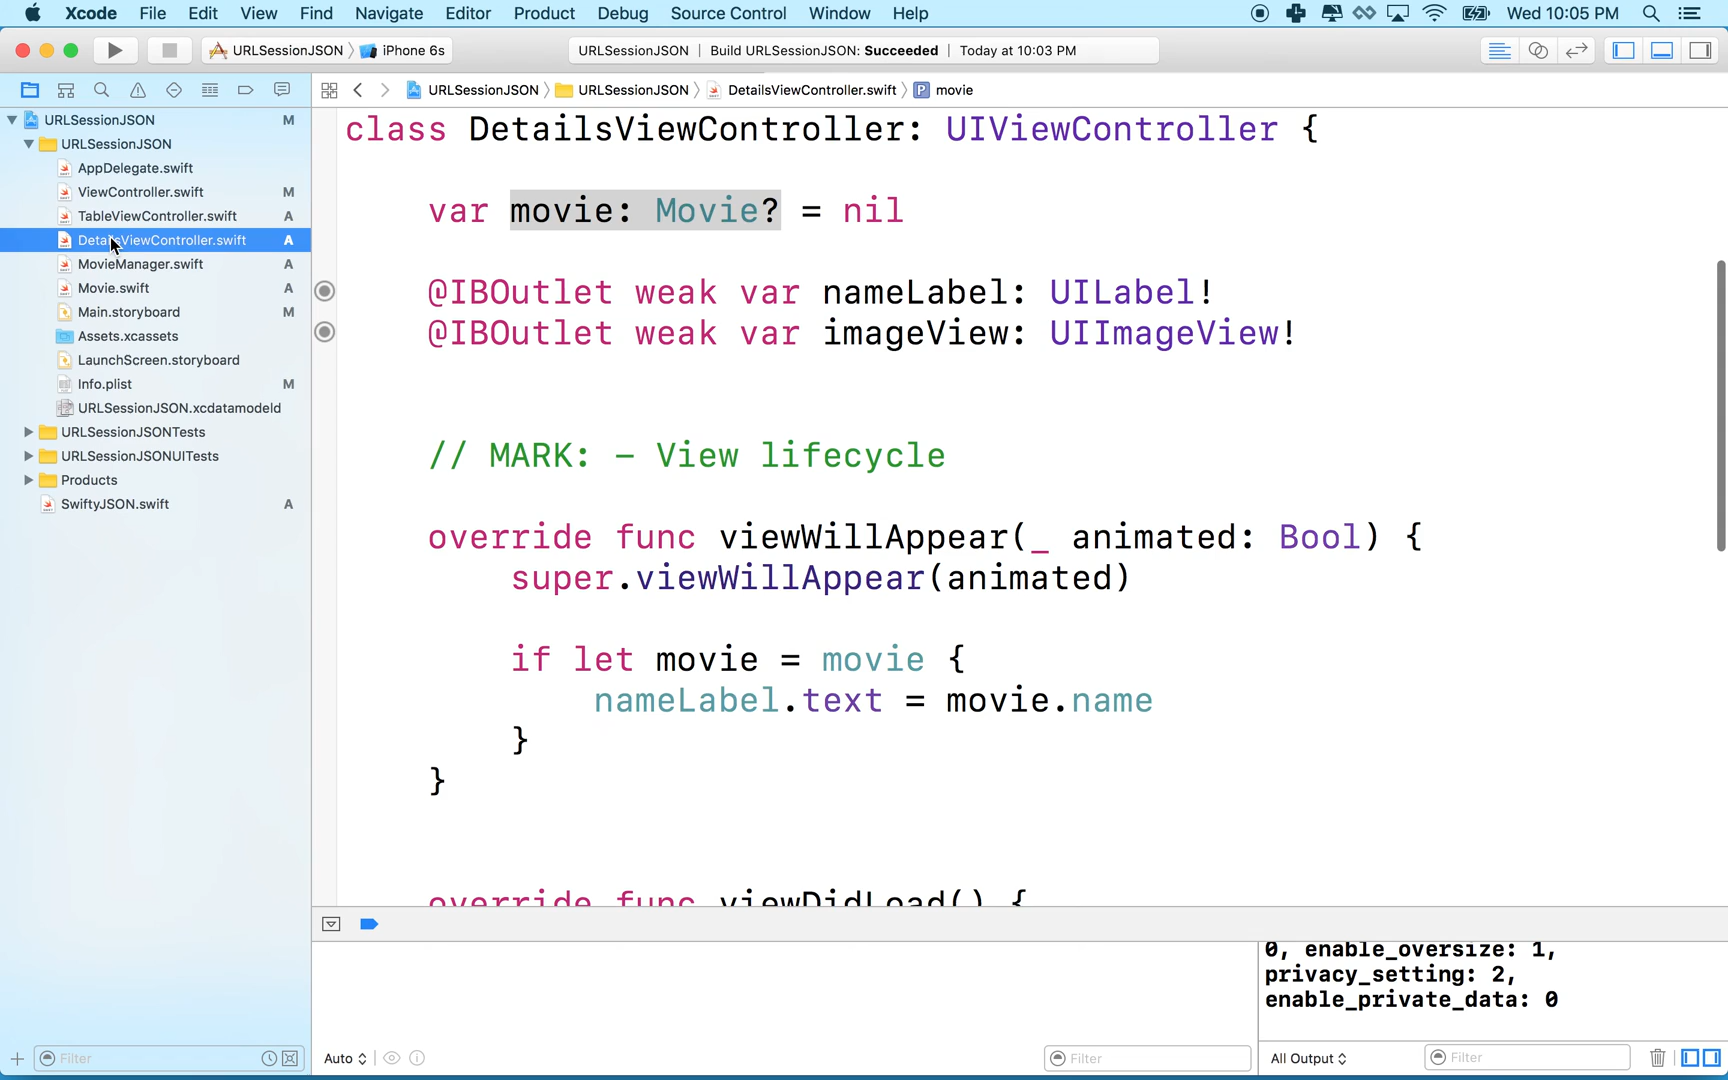 Xcode File Edit View Find Navigate Editor Product Debug Source Control Window Help Wed 10:05 PM
URLSessionJSON iPhone 6s URLSessionJSON Build URLSessionJSON: Succeeded Today at 10:03 PM
URLSessionJSON URLSessionJSON DetailsViewController.swift P movie
URLSessionJSON M
URLSessionJSON
AppDelegate.swift
ViewController.swift M
TableViewController.swift A
DetailsViewController.swift A
MovieManager.swift A
Movie.swift A
Main.storyboard M
Assets.xcassets
LaunchScreen.storyboard
Info.plist M
URLSessionJSON.xcdatamodeld
URLSessionJSONTests
URLSessionJSONUITests
Products
SwiftyJSON.swift A
class DetailsViewController: UIViewController {
var movie: Movie? = nil
@IBOutlet weak var nameLabel: UILabel!
@IBOutlet weak var imageView: UIImageView!
// MARK: - View lifecycle
override func viewWillAppear(_ animated: Bool) {
super.viewWillAppear(animated)
if let movie = movie {
nameLabel.text = movie.name
}
}
override func viewDidLoad() {
0, enable_oversize: 1,
privacy_setting: 2,
enable_private_data: 0
Filter
Auto
Filter
All Output
Filter